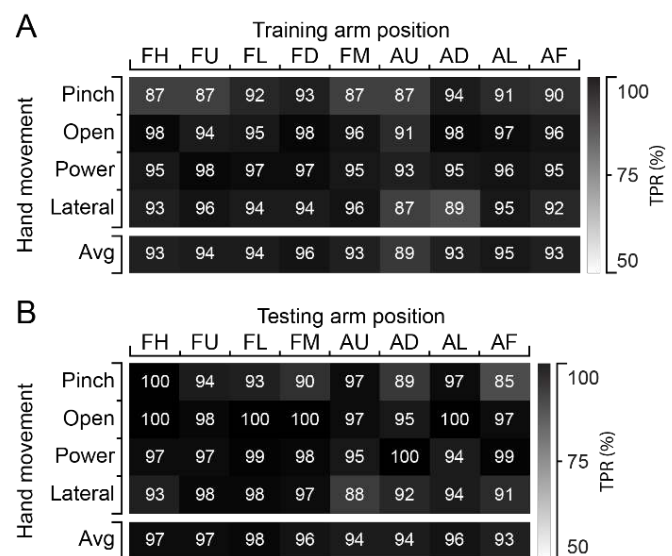 A
Training arm position
FH FU FL FD FM AU AD AL AF
Hand movement
Pinch 87 87 92 93 87 87 94 91 90
Open 98 94 95 98 96 91 98 97 96
Power 95 98 97 97 95 93 95 96 95
Lateral 93 96 94 94 96 87 89 95 92
Avg 93 94 94 96 93 89 93 95 93
100
75
50
TPR (%)
B
Testing arm position
FH FU FL FM AU AD AL AF
Hand movement
Pinch 100 94 93 90 97 89 97 85
Open 100 98 100 100 97 95 100 97
Power 97 97 99 98 95 100 94 99
Lateral 93 98 98 97 88 92 94 91
Avg 97 97 98 96 94 94 96 93
100
75
50
TPR (%)